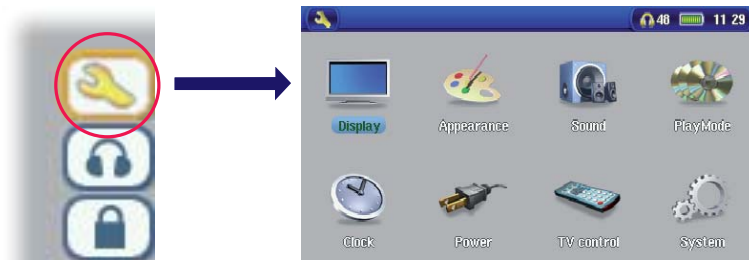 48 11 29
Display Appearance Sound PlayMode
Clock Power TV control System